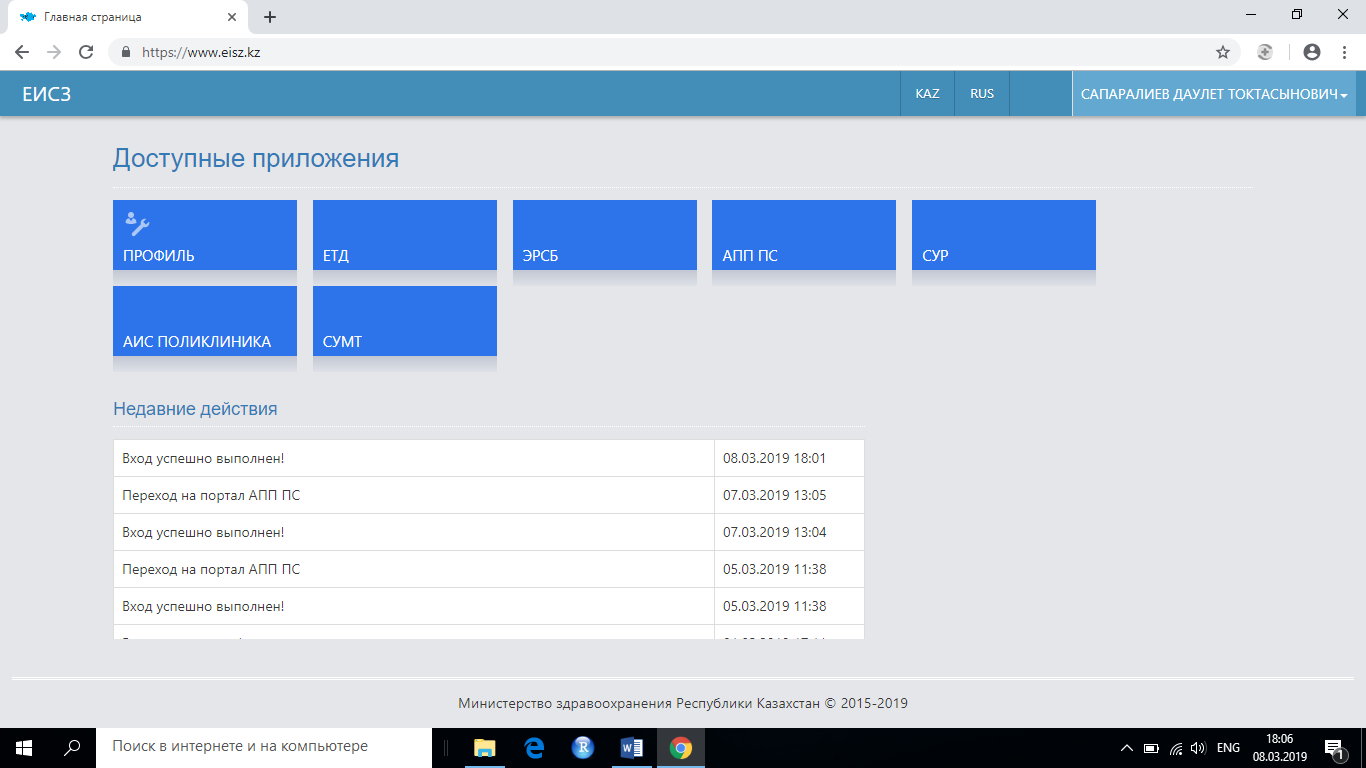 Главная страница
https://www.eisz.kz
ЕИСЗ
KAZ
RUS
САПАРАЛИЕВ ДАУЛЕТ ТОКТАСЫНОВИЧ
Доступные приложения
ПРОФИЛЬ
ЕТД
ЭРСБ
АПП ПС
СУР
АИС ПОЛИКЛИНИКА
СУМТ
Недавние действия
Вход успешно выполнен! 08.03.2019 18:01
Переход на портал АПП ПС 07.03.2019 13:05
Вход успешно выполнен! 07.03.2019 13:04
Переход на портал АПП ПС 05.03.2019 11:38
Вход успешно выполнен! 05.03.2019 11:38
Министерство здравоохранения Республики Казахстан © 2015-2019
Поиск в интернете и на компьютере
R
ENG
18:06
08.03.2019
1